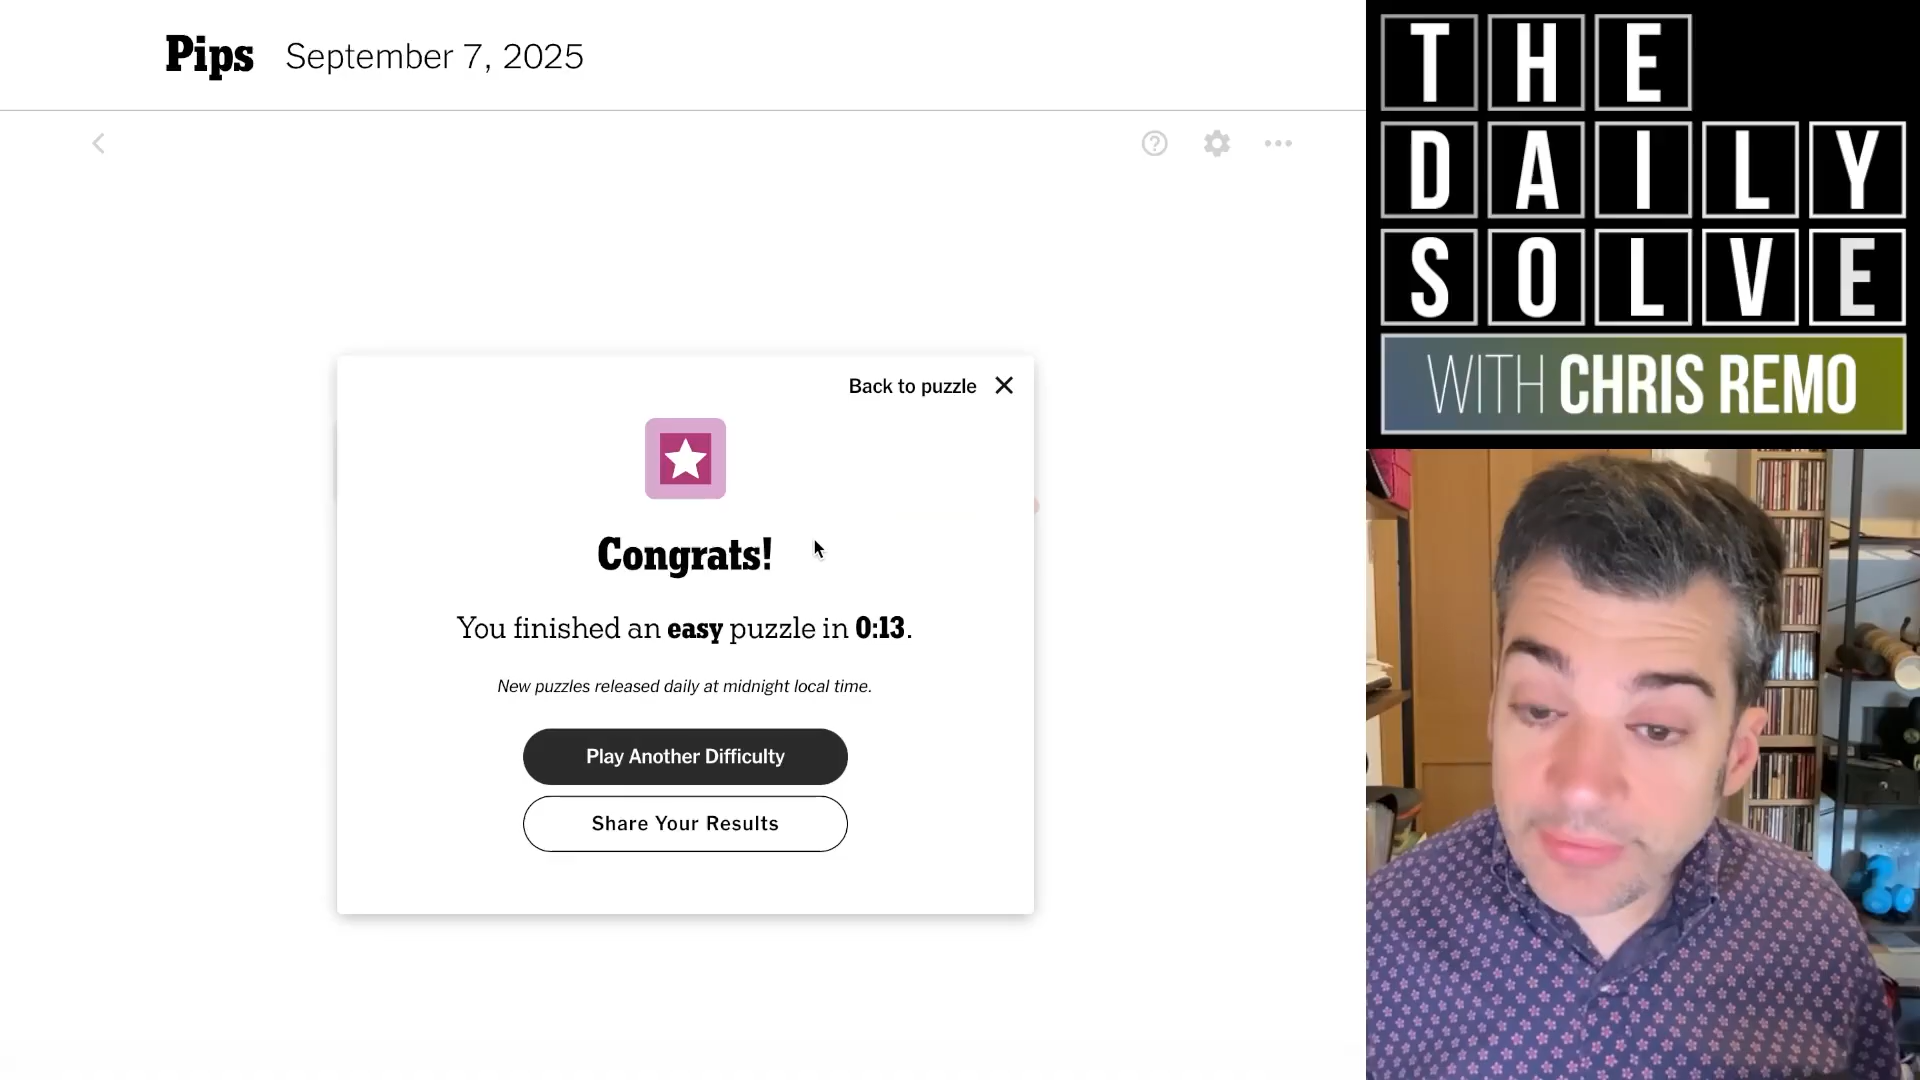 Pips September 7, 2025
Back to puzzle
Congrats!
You finished an easy puzzle in 0:13.
New puzzles released daily at midnight local time.
Play Another Difficulty
Share Your Results
THE
DAILY
SOLVE
WITH CHRIS REMO